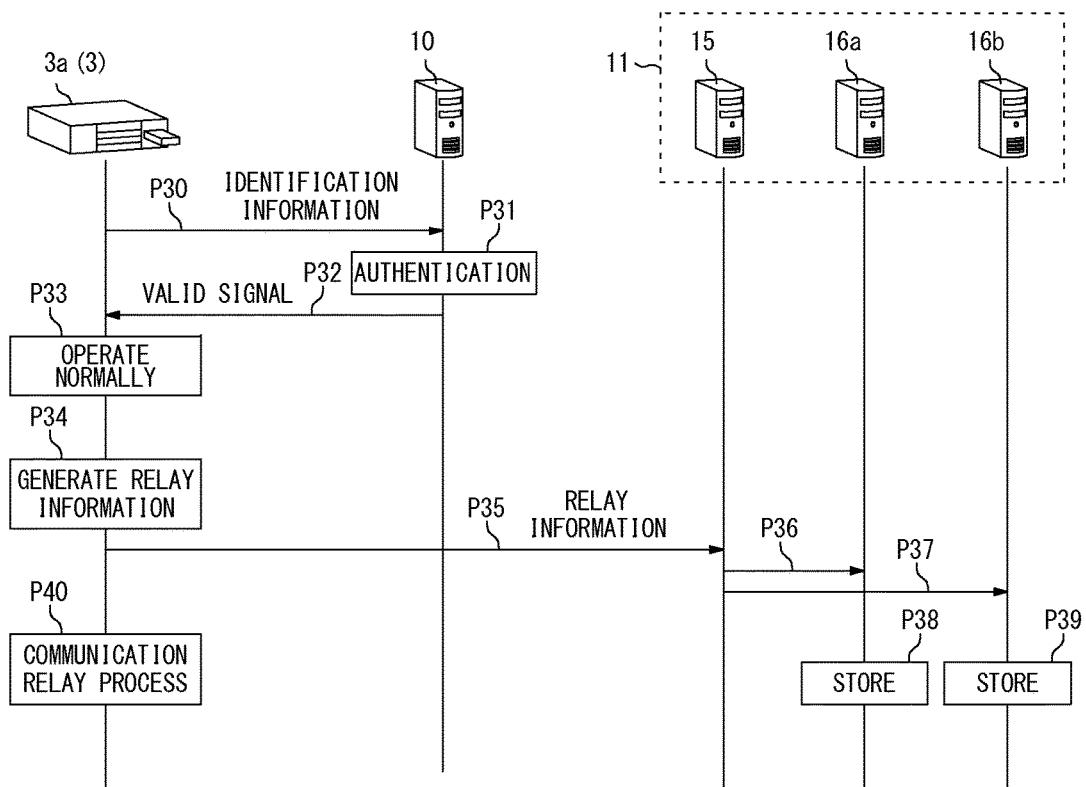 3a (3)
10
11
15
16a
16b
P30
IDENTIFICATION
INFORMATION
P31
AUTHENTICATION
P32
VALID SIGNAL
P33
OPERATE
NORMALLY
P34
GENERATE RELAY
INFORMATION
P35
RELAY
INFORMATION
P36
P37
P40
COMMUNICATION
RELAY PROCESS
P38
STORE
P39
STORE